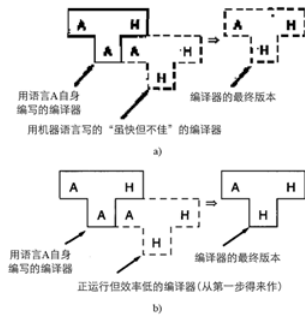 A H
A A H
H
⇒
A H
H
用语言A自身
编写的编译器
编译器的最终版本
用机器语言写的“虽快但不佳”的编译器
a)
A H
A A H
H
⇒
A H
H
用语言A自身
编写的编译器
编译器的最终版本
正运行但效率低的编译器(从第一步得来作)
b)